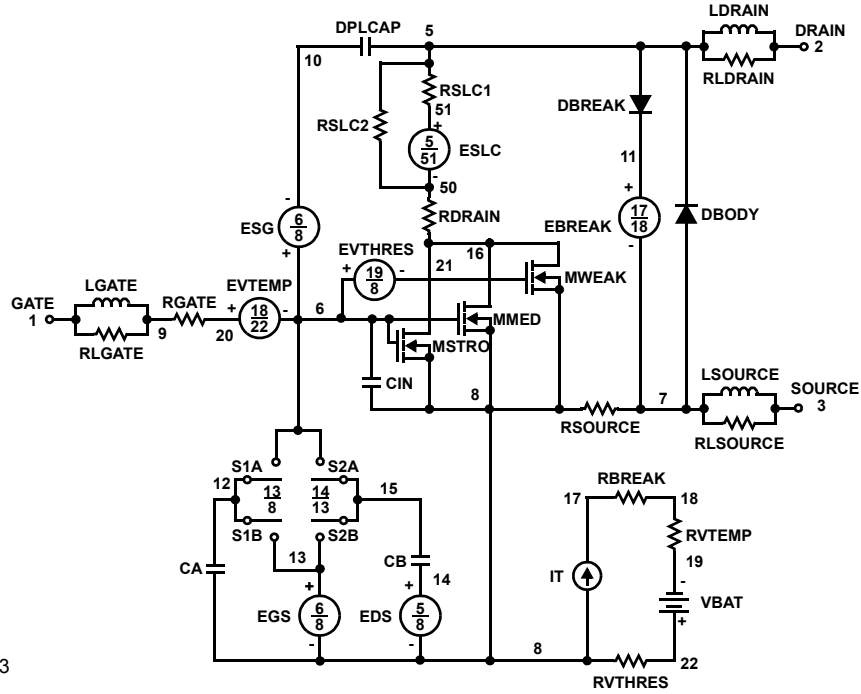 LDRAIN
DPLCAP 5 DRAIN
10 2
RSLC1 RLDRAIN
51 DBREAK
RSLC2
+
5
51
ESLC
-
11
50
-
RDRAIN
+
17
18
6
8
ESG
EBREAK
DBODY
+
EVTHRES
16
-
+
19
8
-
21
MWEAK
LGATE
EVTEMP
GATE
RGATE
+
18
22
-
6
MMED
1
9
20
MSTRO
RLGATE
LSOURCE
CIN
8
7
SOURCE
3
RSOURCE
RLSOURCE
S1A
S2A
12
13
8
14
13
15
RBREAK
17
18
S1B
S2B
RVTEMP
13
CB
19
CA
14
IT
-
+
+
VBAT
EGS
6
8
EDS
5
8
+
-
-
8
22
RVTHRES
3